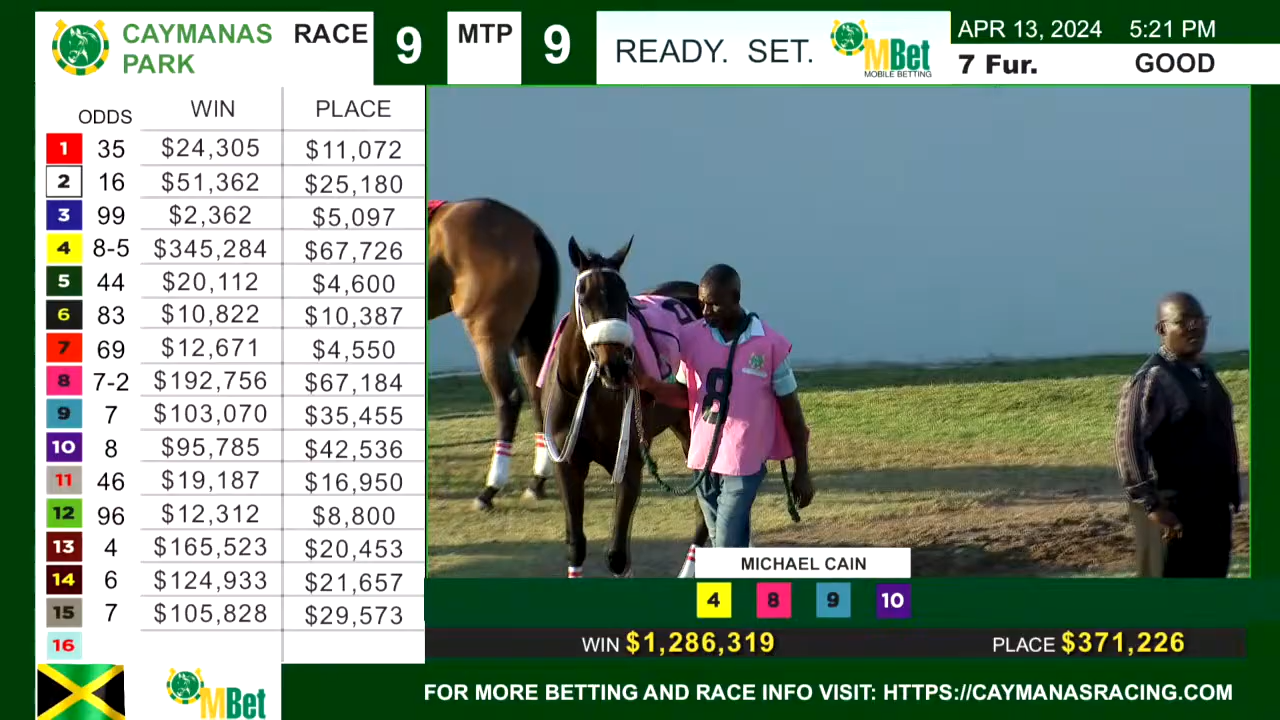 CAYMANAS PARK
RACE 9
MTP 9
READY. SET.
MBet
MOBILE BETTING
APR 13, 2024 5:21 PM
7 Fur. GOOD
ODDS WIN PLACE
1 35 $24,305 $11,072
2 16 $51,362 $25,180
3 99 $2,362 $5,097
4 8-5 $345,284 $67,726
5 44 $20,112 $4,600
6 83 $10,822 $10,387
7 69 $12,671 $4,550
8 7-2 $192,756 $67,184
9 7 $103,070 $35,455
10 8 $95,785 $42,536
11 46 $19,187 $16,950
12 96 $12,312 $8,800
13 4 $165,523 $20,453
14 6 $124,933 $21,657
15 7 $105,828 $29,573
16
8
MICHAEL CAIN
4 8 9 10
WIN $1,286,319 PLACE $371,226
MBet
FOR MORE BETTING AND RACE INFO VISIT: HTTPS://CAYMANASRACING.COM